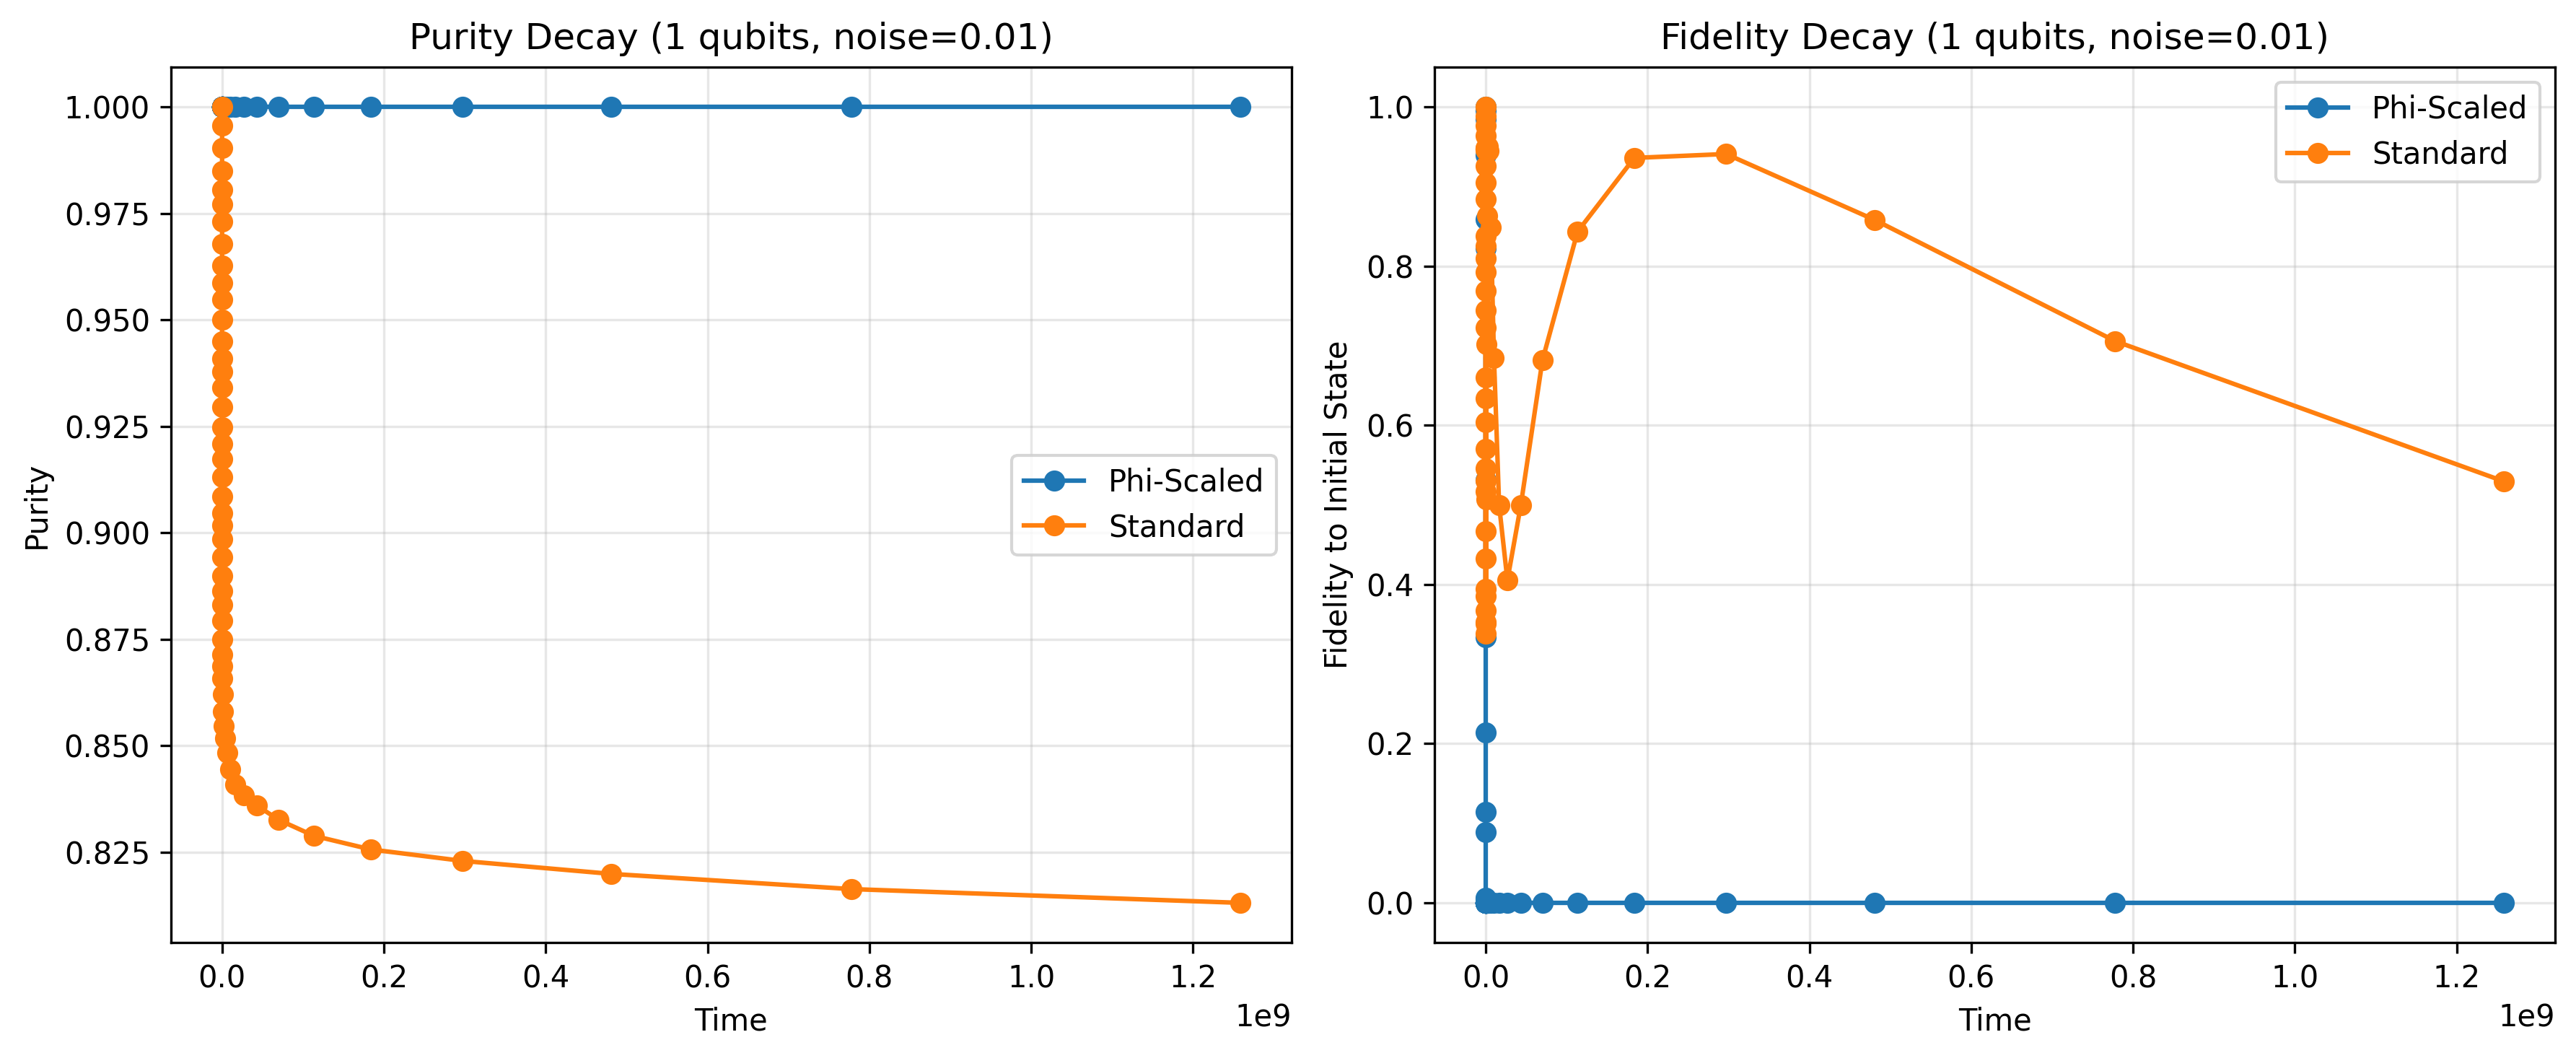 Purity Decay (1 qubits, noise=0.01)
Purity
1.000
0.975
0.950
0.925
0.900
0.875
0.850
0.825
Phi-Scaled
Standard
0.0 0.2 0.4 0.6 0.8 1.0 1.2
1e9
Time
Fidelity Decay (1 qubits, noise=0.01)
Fidelity to Initial State
1.0
0.8
0.6
0.4
0.2
0.0
Phi-Scaled
Standard
0.0 0.2 0.4 0.6 0.8 1.0 1.2
1e9
Time